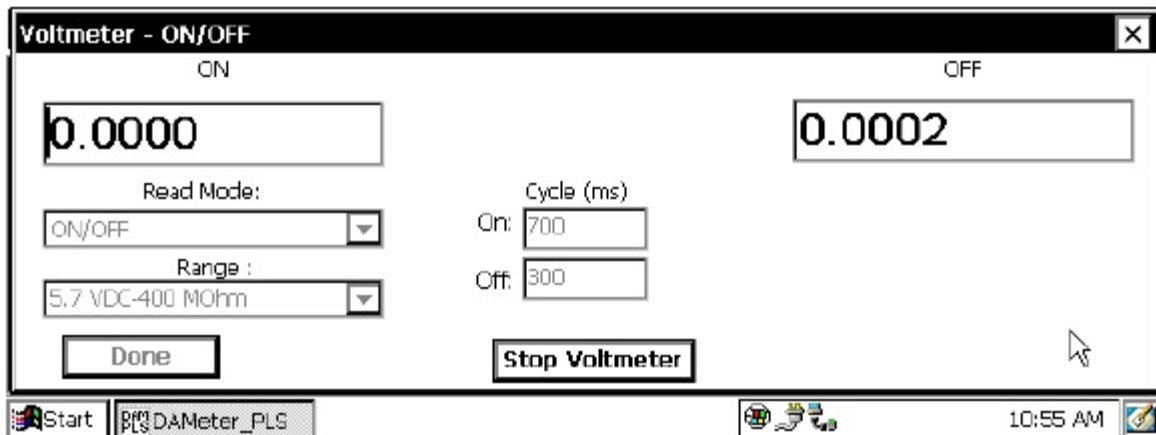 Voltmeter - ON/OFF
ON
OFF
0.0000
0.0002
Read Mode:
Cycle (ms)
ON/OFF
On: 700
Range :
Off: 300
5.7 VDC-400 MOhm
Done
Stop Voltmeter
Start
DAMeter_PLS
10:55 AM